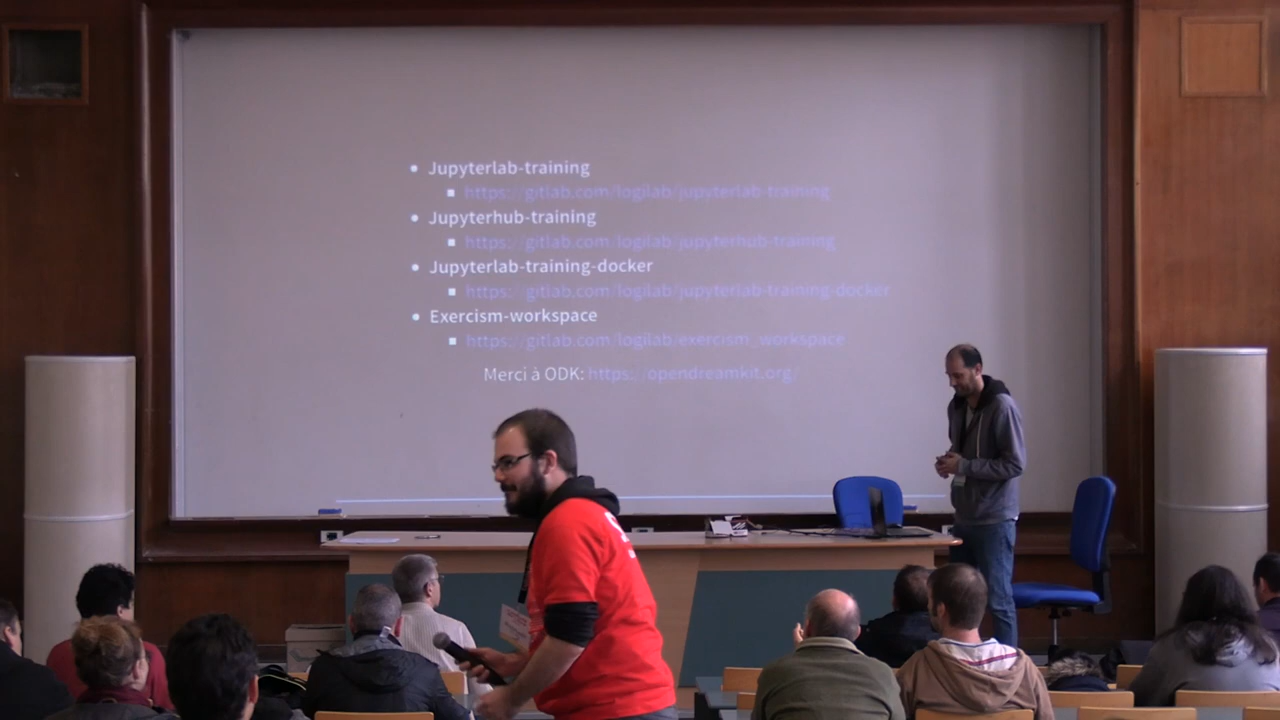 Jupyterlab-training
https://gitlab.com/logilab/jupyterlab-training
Jupyterhub-training
https://gitlab.com/logilab/jupyterhub-training
Jupyterlab-training-docker
https://gitlab.com/logilab/jupyterlab-training-docker
Exercism-workspace
https://gitlab.com/logilab/exercism_workspace
Merci à ODK: https://opendreamkit.org/